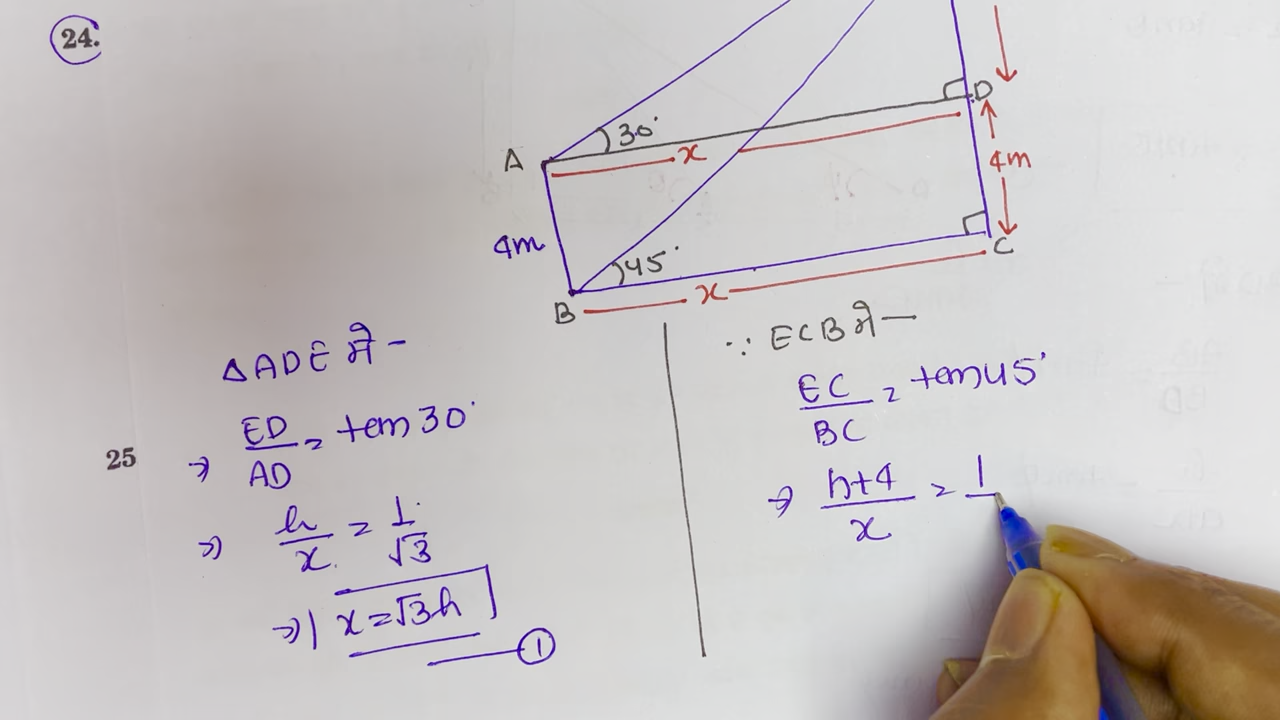 24.
30°
D
A
x
4m
4m
45°
C
B
x
∆ADE में -
ED/AD = tan30°
25
⇒ h/x = 1/√3
⇒ x=√3h
1
∵ ECB में -
EC/BC = tan45°
⇒ h+4/x = 1